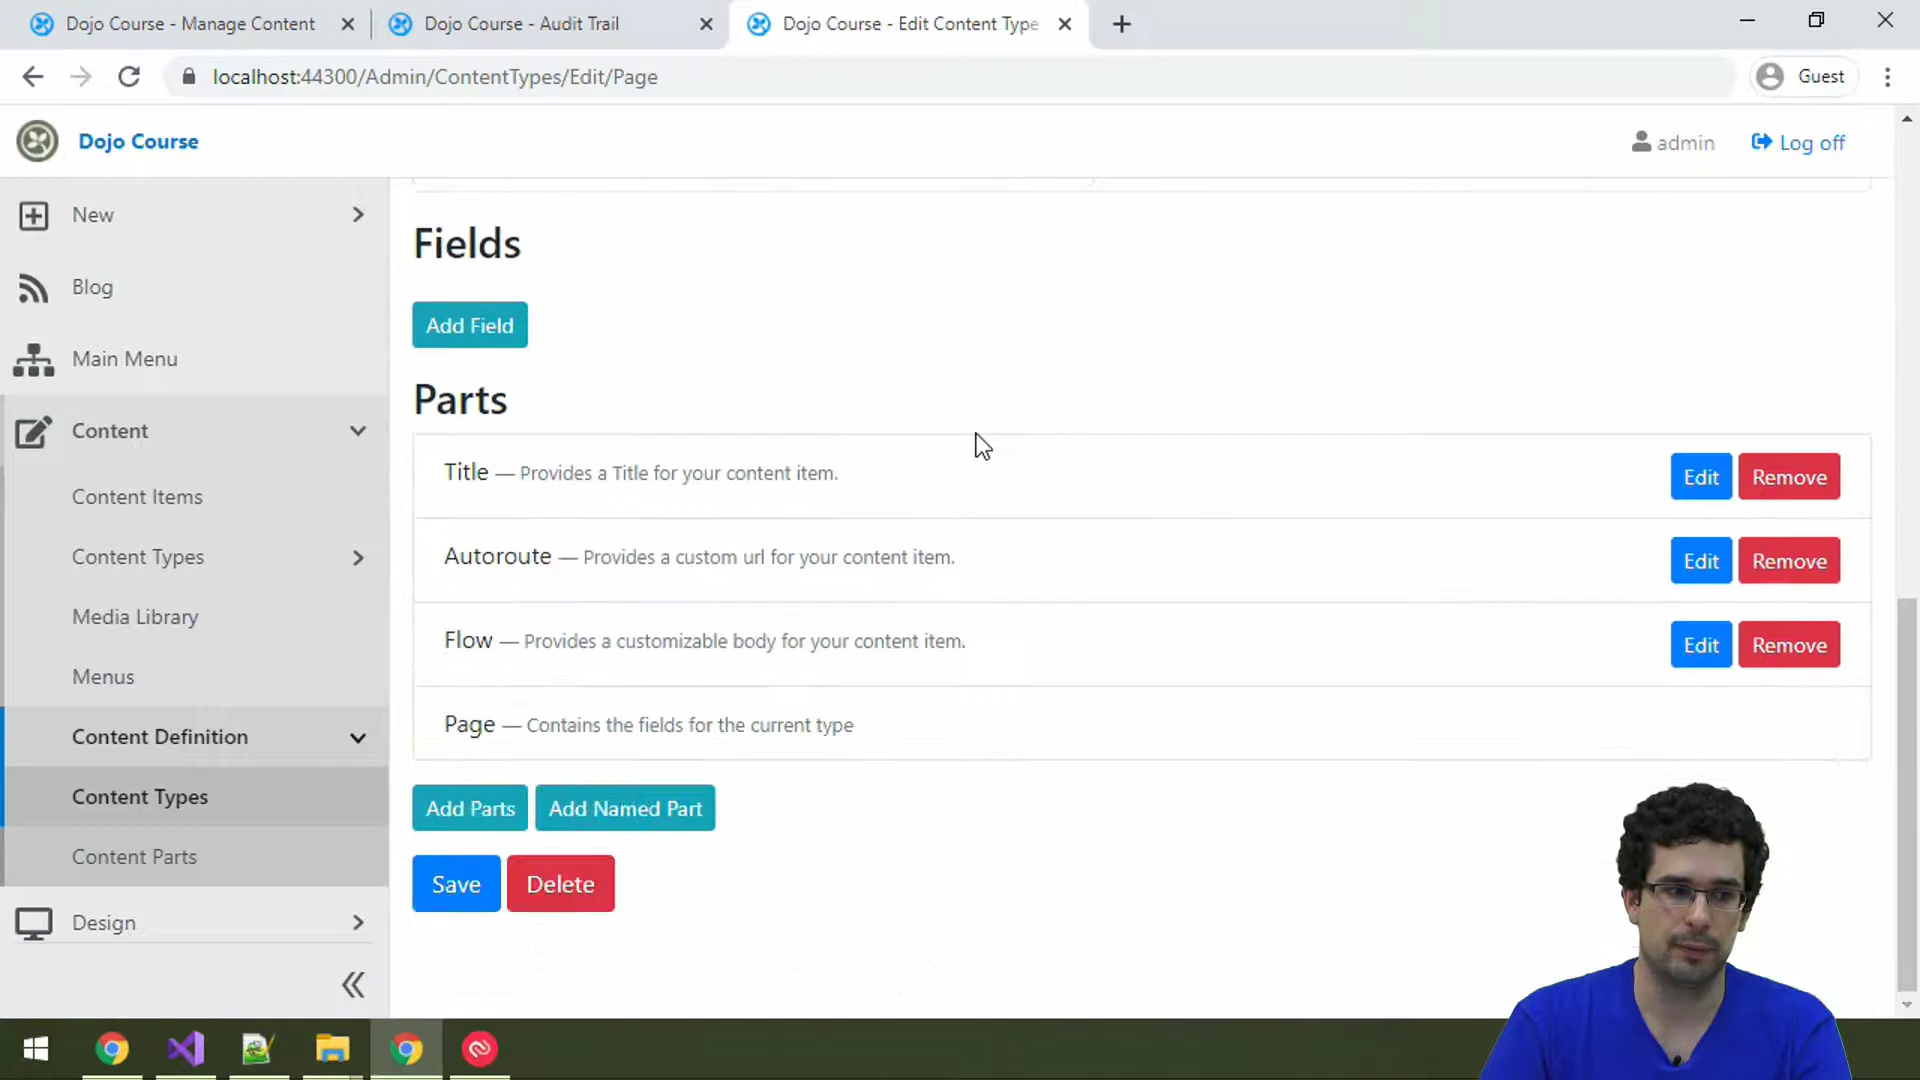 Dojo Course - Manage Content
Dojo Course - Audit Trail
Dojo Course - Edit Content Type
localhost:44300/Admin/ContentTypes/Edit/Page
Guest
Dojo Course
admin
Log off
New
Blog
Main Menu
Content
Content Items
Content Types
Media Library
Menus
Content Definition
Content Types
Content Parts
Design
Fields
Add Field
Parts
Title — Provides a Title for your content item.
Edit Remove
Autoroute — Provides a custom url for your content item.
Edit Remove
Flow — Provides a customizable body for your content item.
Edit Remove
Page — Contains the fields for the current type
Add Parts Add Named Part
Save Delete